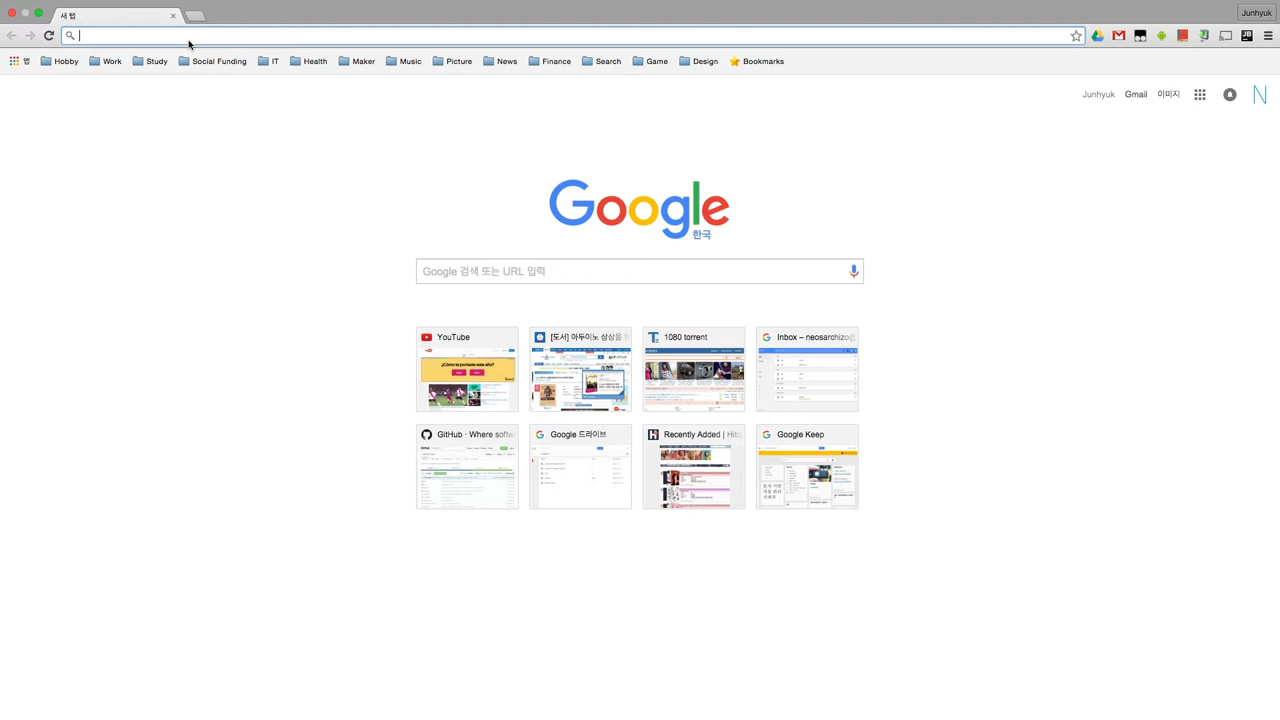 새 탭
Junhyuk
앱 Hobby Work Study Social Funding IT Health Maker Music Picture News Finance Search Game Design Bookmarks
Junhyuk Gmail 이미지
Google
한국
Google 검색 또는 URL 입력
YouTube [도서] 아두이노 상상을 1080 torrent Inbox – neosarchizo@
GitHub · Where softw Google 드라이브 Recently Added | Hito Google Keep